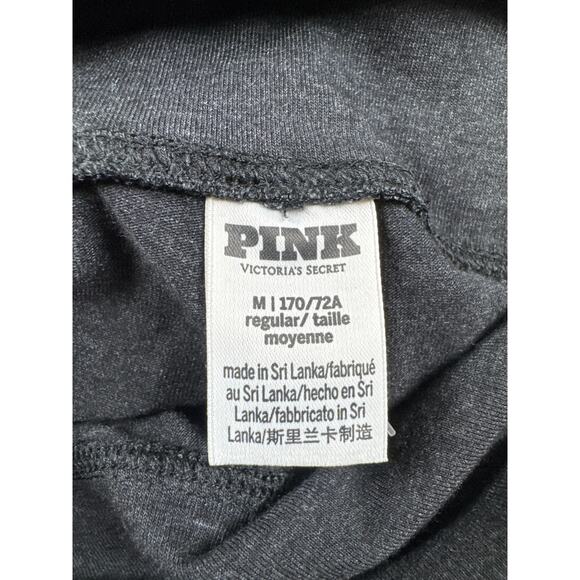 PINK
VICTORIA'S SECRET
M | 170/72A
regular/ taille
moyenne
made in Sri Lanka/fabriqué
au Sri Lanka/hecho en Sri
Lanka/fabbricato in Sri
Lanka/斯里兰卡制造